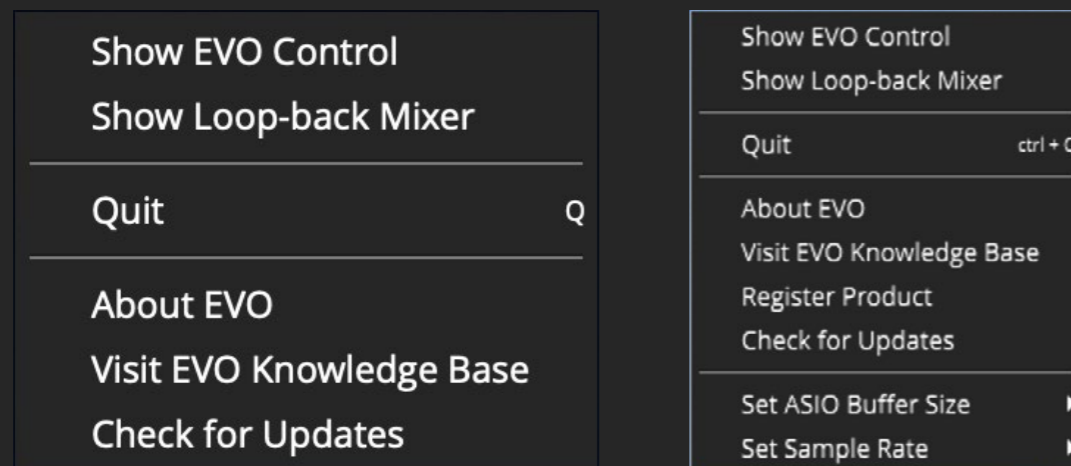 Show EVO Control
Show Loop-back Mixer
Quit Q
About EVO
Visit EVO Knowledge Base
Check for Updates
Show EVO Control
Show Loop-back Mixer
Quit ctrl +
About EVO
Visit EVO Knowledge Base
Register Product
Check for Updates
Set ASIO Buffer Size
Set Sample Rate